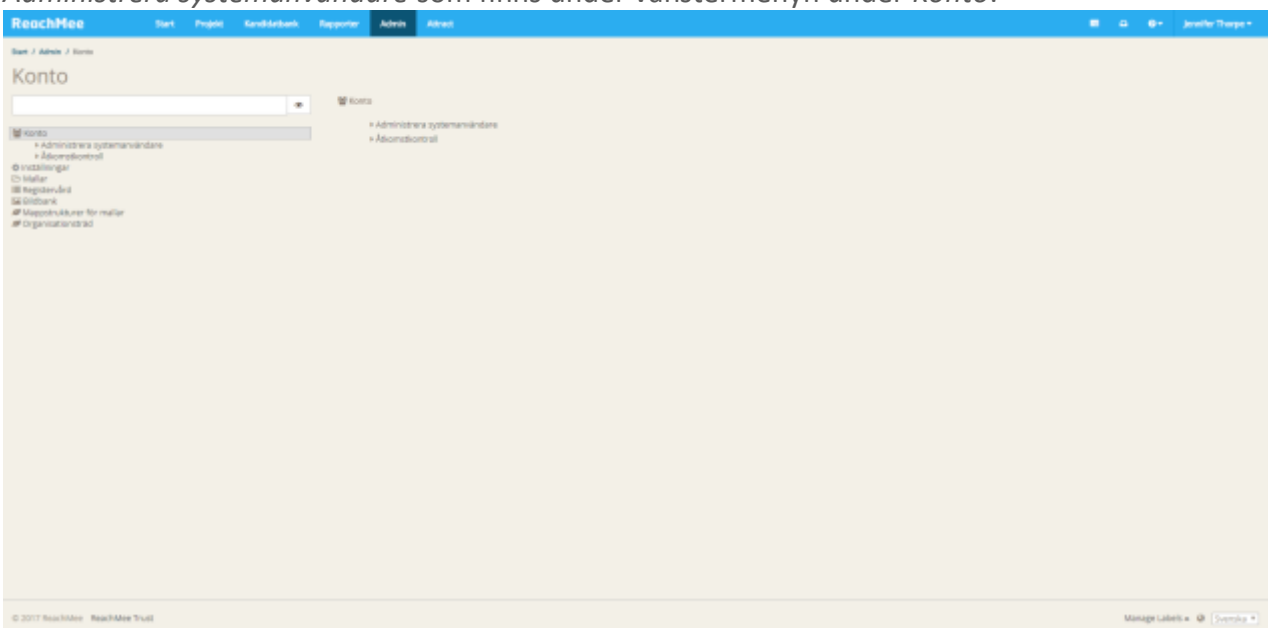 Administrera systemanvändare som finns under vänstermenyn under Konto.
ReachMee Start Projekt Kandidatbank Rapporter Admin Attract Jennifer Thorpe
Start / Admin / Konto
Konto
Konto
Konto
Administrera systemanvändare
Administrera systemanvändare
Åtkomstkontroll
Åtkomstkontroll
Inställningar
Mallar
Registervård
Bildbank
Mappstrukturer för mallar
Organisationsträd
© 2017 ReachMee ReachMee Trust Manage Labels Svenska